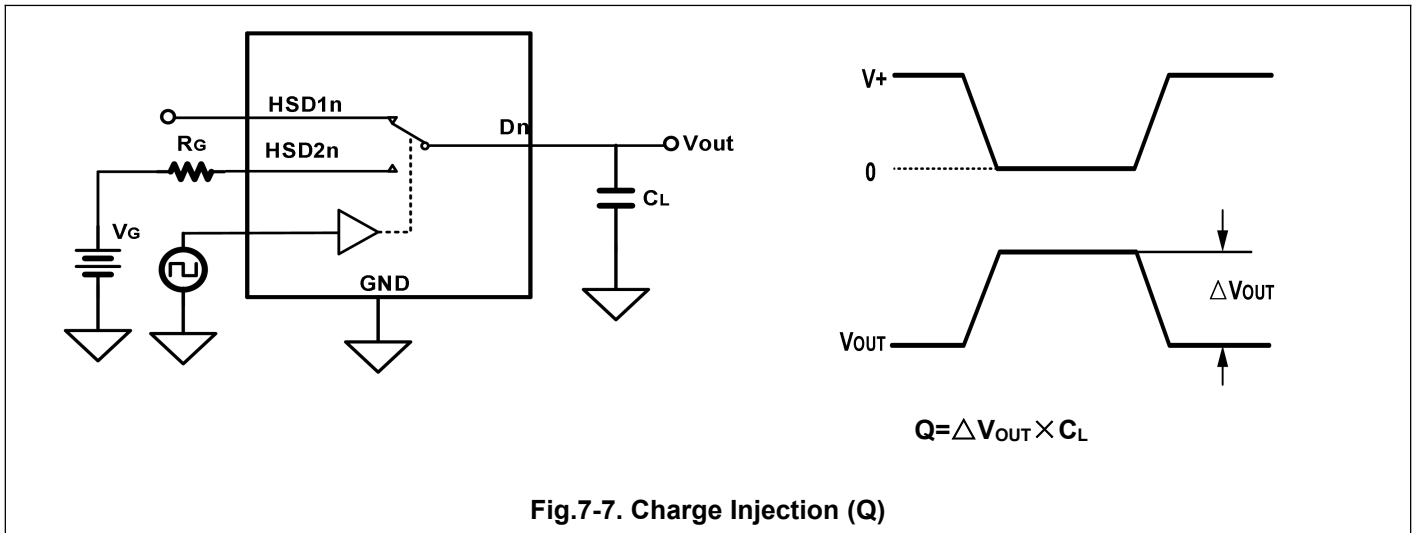 HSD1n
Dn
Vout
RG
HSD2n
CL
VG
GND
V+
0
△VOUT
VOUT
Q=△VOUT×CL
Fig.7-7. Charge Injection (Q)